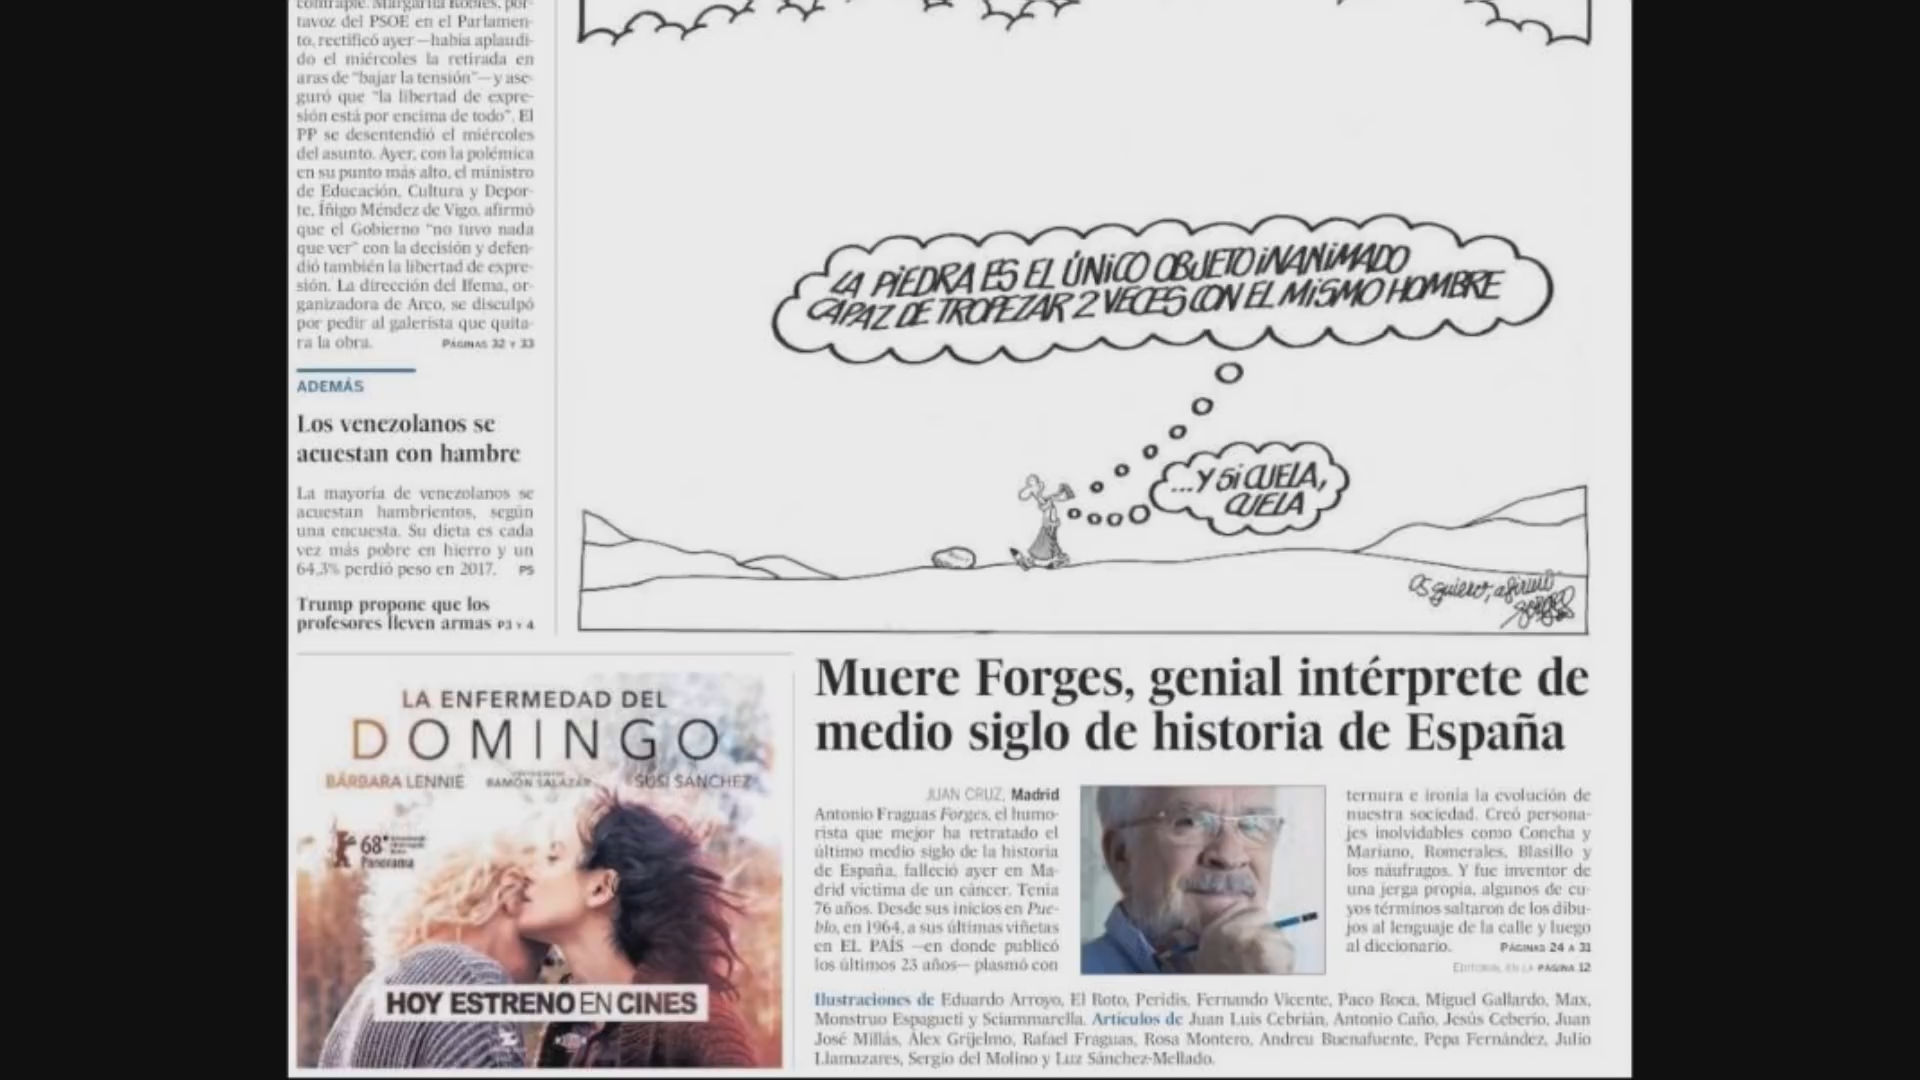 contraple. Margarita Robles, por-
tavoz del PSOE en el Parlamen-
to, rectificó ayer —había aplaudi-
do el miércoles la retirada en
aras de "bajar la tensión"— y ase-
guró que "la libertad de expre-
sión está por encima de todo". El
PP se desentendió el miércoles
del asunto. Ayer, con la polémica
en su punto más alto, el ministro
de Educación, Cultura y Depor-
te, Íñigo Méndez de Vigo, afirmó
que el Gobierno "no tuvo nada
que ver" con la decisión y defen-
dió también la libertad de expre-
sión. La dirección del Ifema, or-
ganizadora de Arco, se disculpó
por pedir al galerista que quita-
ra la obra. PÁGINAS 32 Y 33
ADEMÁS
Los venezolanos se
acuestan con hambre
La mayoría de venezolanos se
acuestan hambrientos, según
una encuesta. Su dieta es cada
vez más pobre en hierro y un
64,3% perdió peso en 2017. P5
Trump propone que los
profesores lleven armas P3 Y 4
LA PIEDRA ES EL ÚNICO OBJETO INANIMADO
CAPAZ DE TROPEZAR 2 VECES CON EL MISMO HOMBRE
...Y SI CUELA,
CUELA
Os quiero, afirmo
Forges
LA ENFERMEDAD DEL
DOMINGO
BÁRBARA LENNIE RAMÓN SALAZAR SUSI SÁNCHEZ
68
Panorama
HOY ESTRENO EN CINES
Muere Forges, genial intérprete de
medio siglo de historia de España
JUAN CRUZ, Madrid
Antonio Fraguas Forges, el humo-
rista que mejor ha retratado el
último medio siglo de la historia
de España, falleció ayer en Ma-
drid víctima de un cáncer. Tenía
76 años. Desde sus inicios en Pue-
blo, en 1964, a sus últimas viñetas
en EL PAÍS —en donde publicó
los últimos 23 años— plasmó con
ternura e ironía la evolución de
nuestra sociedad. Creó persona-
jes inolvidables como Concha y
Mariano, Romerales, Blasillo y
los náufragos. Y fue inventor de
una jerga propia, algunos de cu-
yos términos saltaron de los dibu-
jos al lenguaje de la calle y luego
al diccionario. PÁGINAS 24 A 31
EDITORIAL EN LA PÁGINA 12
Ilustraciones de Eduardo Arroyo, El Roto, Peridis, Fernando Vicente, Paco Roca, Miguel Gallardo, Max,
Monstruo Espagueti y Sciammarella. Artículos de Juan Luis Cebrián, Antonio Caño, Jesús Ceberio, Juan
José Millás, Álex Grijelmo, Rafael Fraguas, Rosa Montero, Andreu Buenafuente, Pepa Fernández, Julio
Llamazares, Sergio del Molino y Luz Sánchez-Mellado.